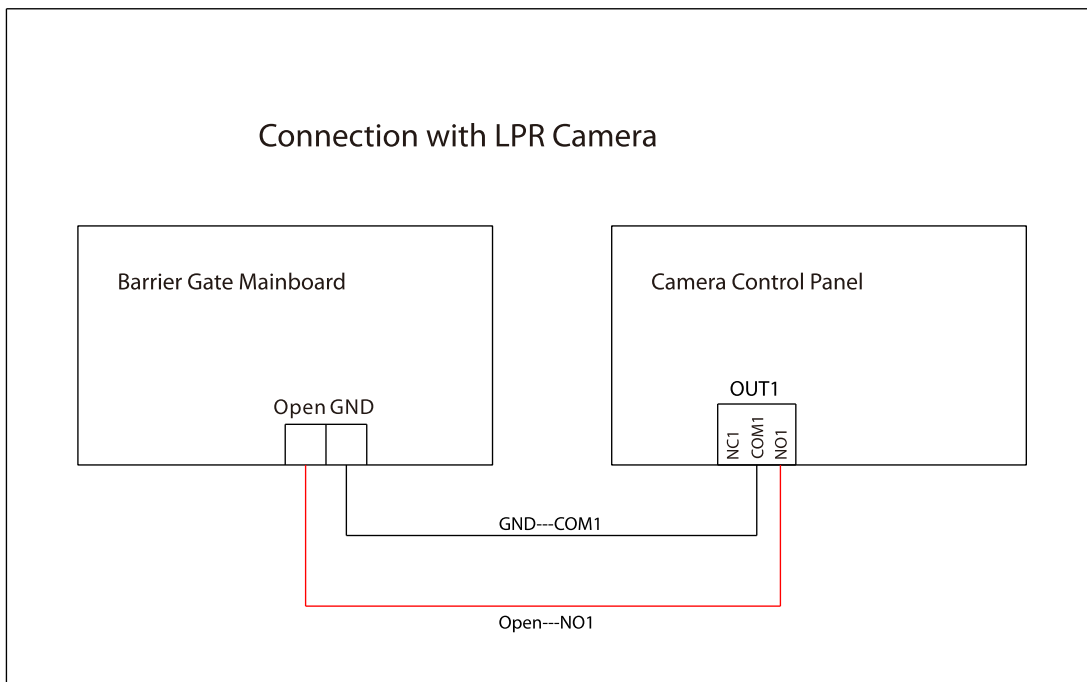 Connection with LPR Camera
Barrier Gate Mainboard
Camera Control Panel
OUT1
Open GND
NC1
COM1
NO1
GND---COM1
Open---NO1